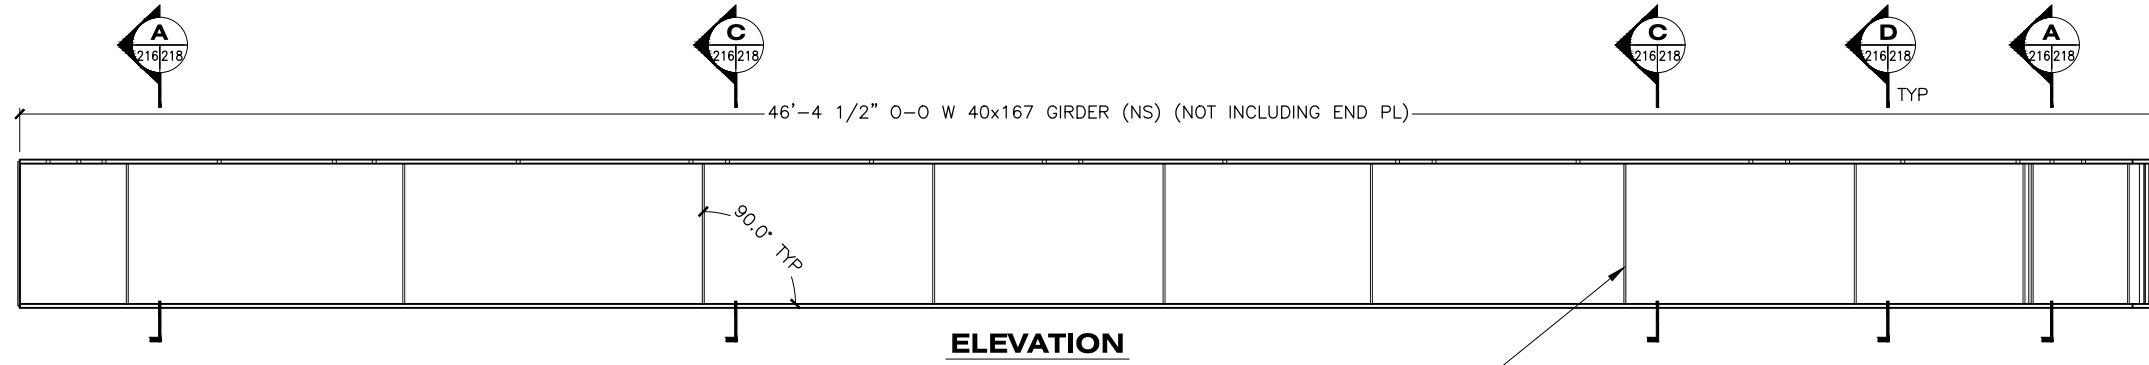 A
216 218
C
216 218
C
216 218
D
216 218
A
216 218
TYP
46'-4 1/2" O-O W 40x167 GIRDER (NS) (NOT INCLUDING END PL)
90.0° TYP
ELEVATION